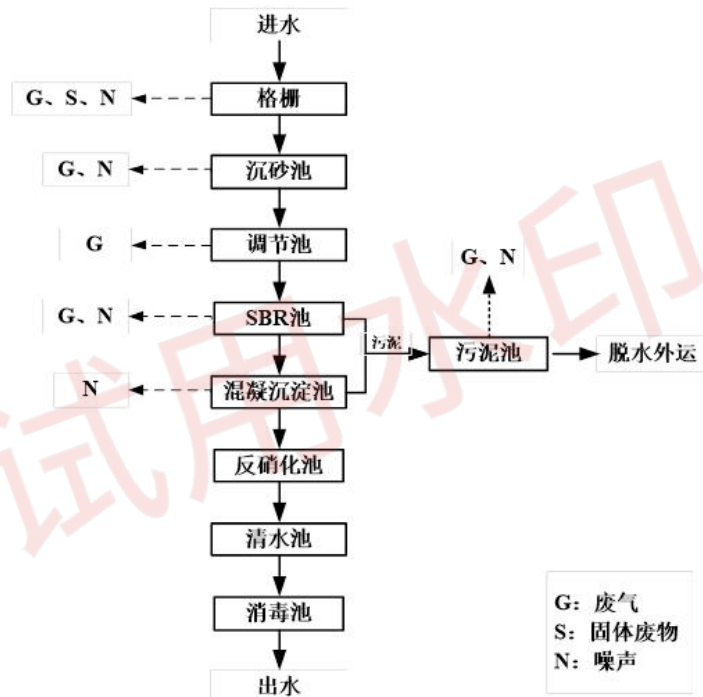 进水
G、S、N
格栅
G、N
沉砂池
G
调节池
G、N
G、N
SBR池
污泥
污泥池
脱水外运
N
混凝沉淀池
反硝化池
清水池
消毒池
出水
G：废气
S：固体废物
N：噪声
试用水印